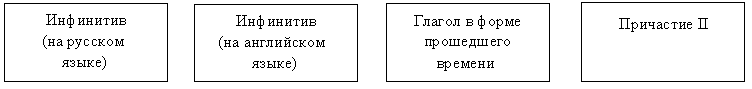 Инфинитив
(на русском
языке)
Инфинитив
(на английском
языке)
Глагол в форме
прошедшего
времени
Причастие II